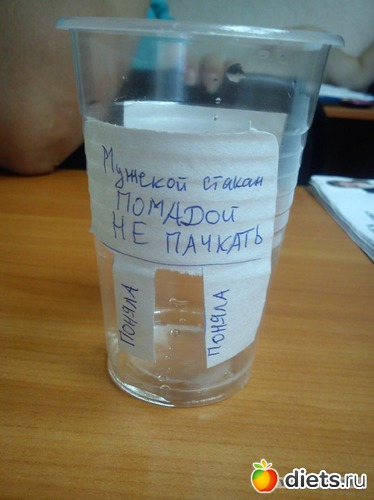 Мужской стакан
ПОМАДОЙ
НЕ ПАЧКАТЬ
ПОНЯЛА
ПОНЯЛА
diets.ru